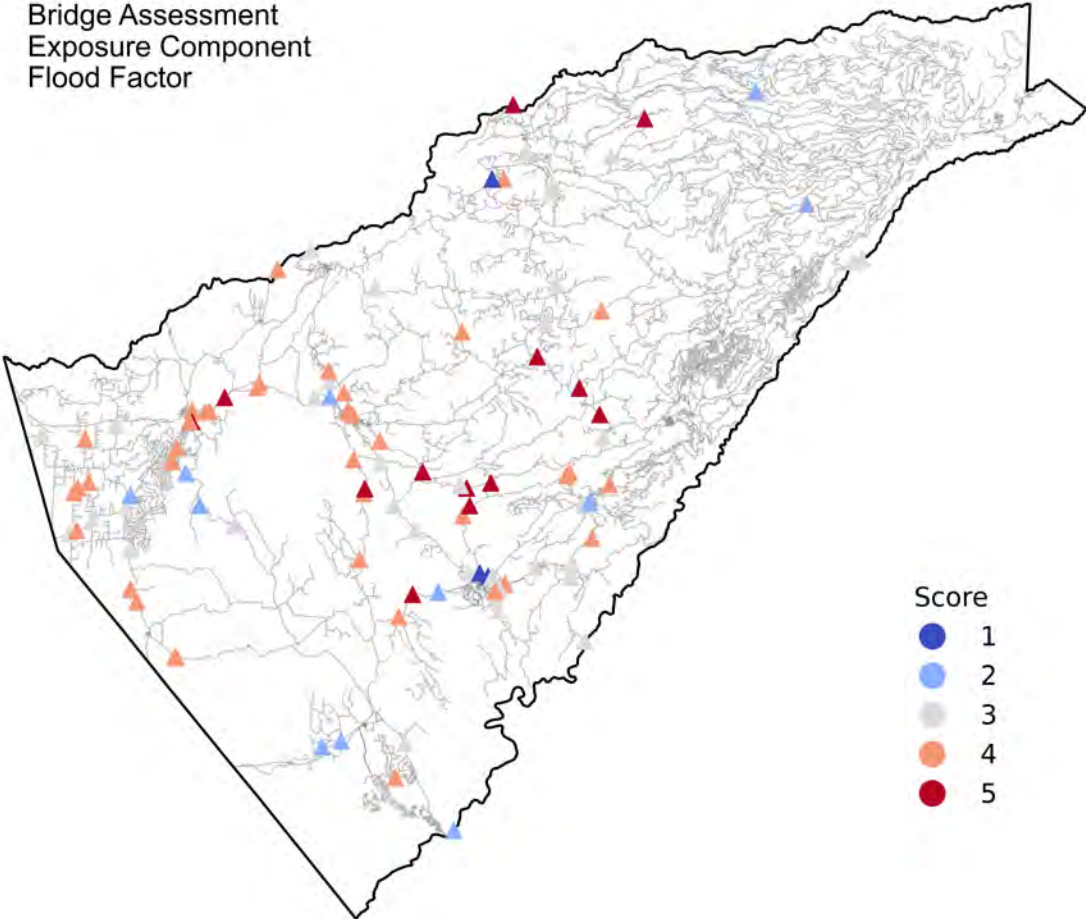 Bridge Assessment
Exposure Component
Flood Factor
Score
1
2
3
4
5